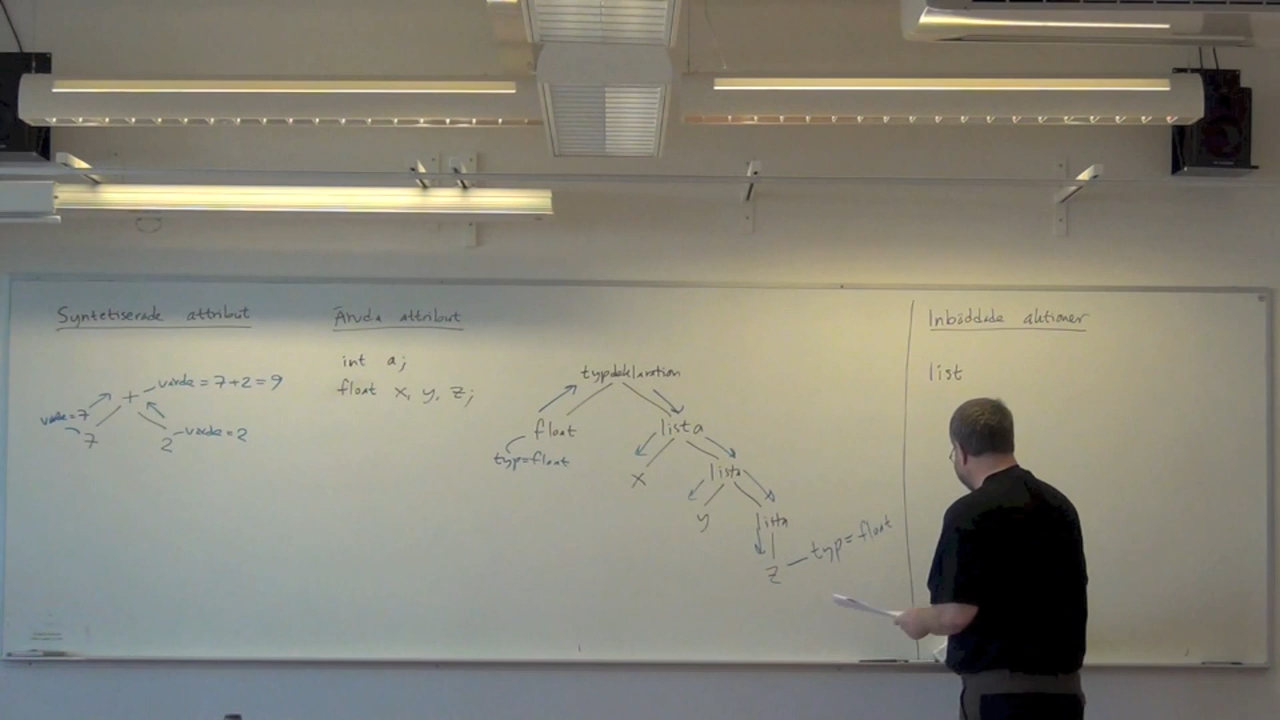 Syntetiserade attribut
värde = 7+2 = 9
+
värde = 7
7
2
värde = 2
Ärvda attribut
int a;
float x, y, z;
typdeklaration
float
typ=float
lista
x
lista
y
lista
z
typ = float
Inbäddade aktioner
list